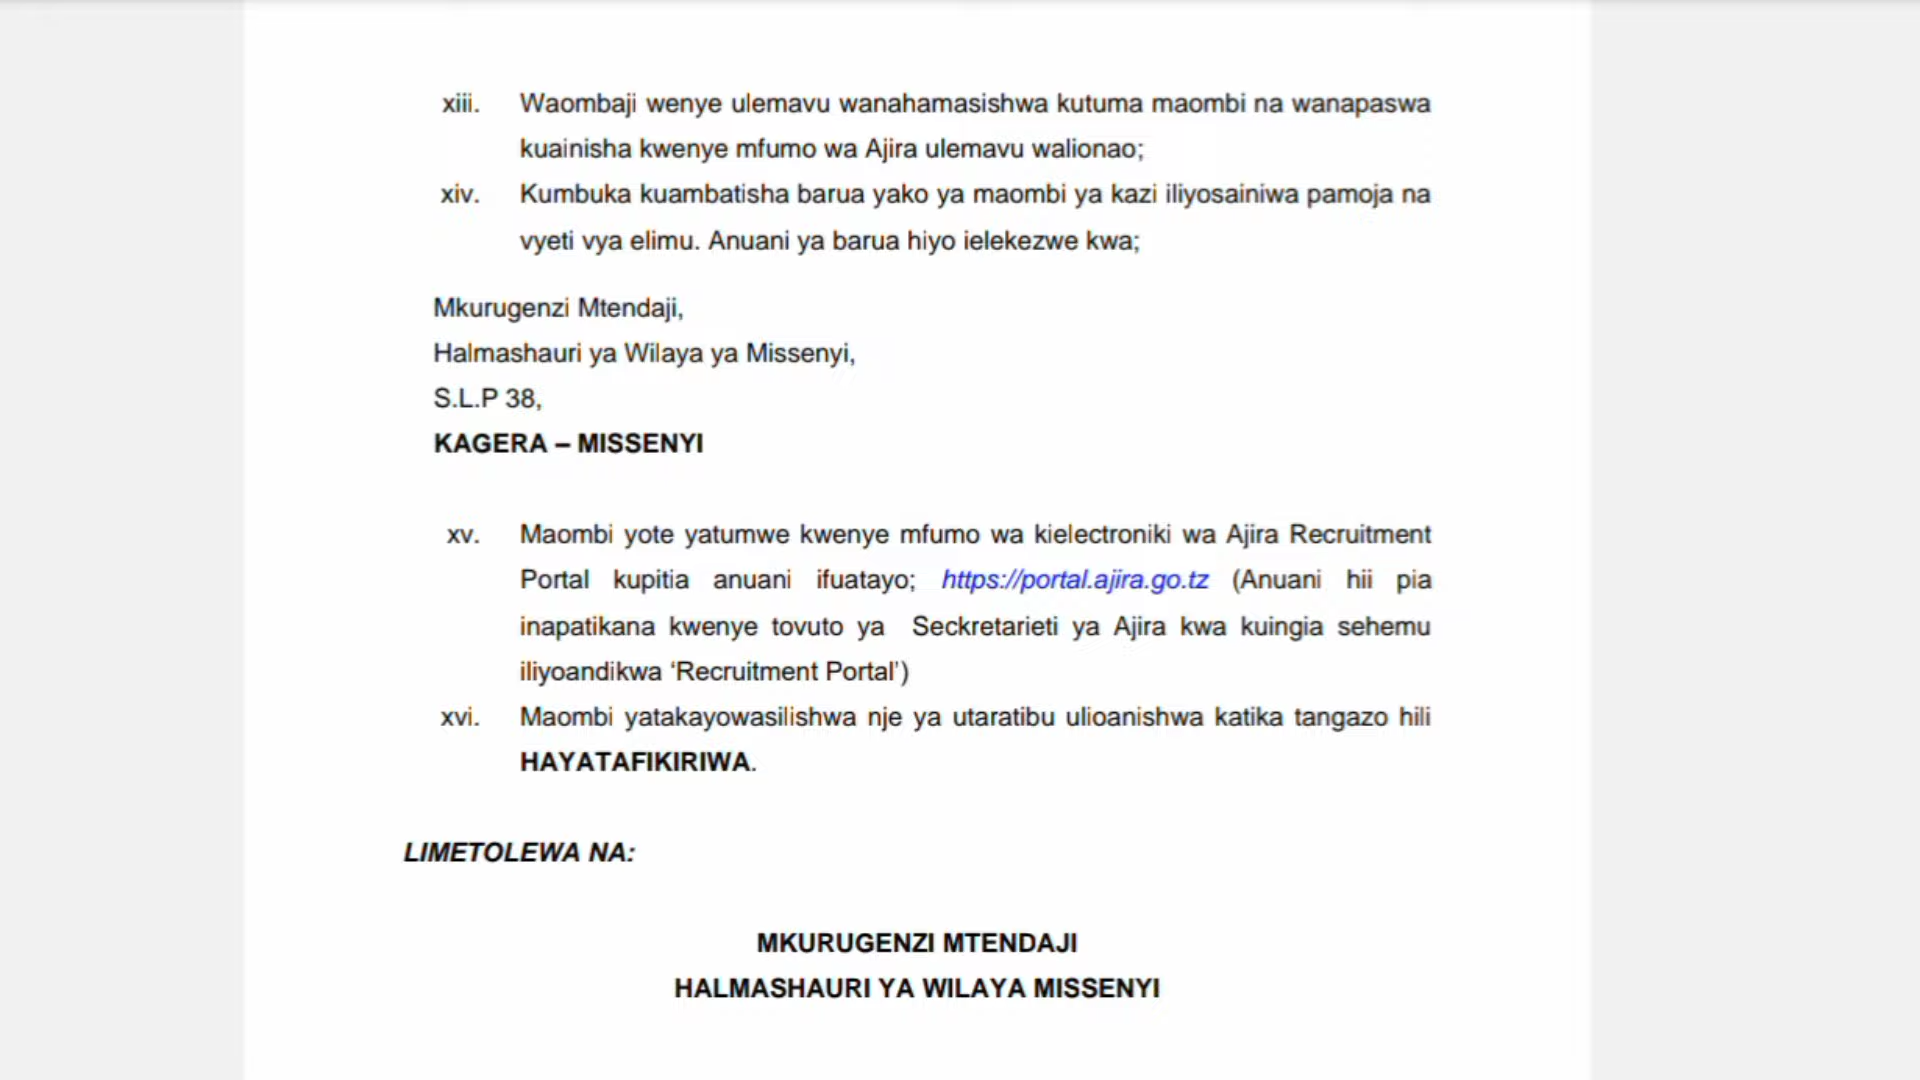 xiii. Waombaji wenye ulemavu wanahamasishwa kutuma maombi na wanapaswa
kuainisha kwenye mfumo wa Ajira ulemavu walionao;
xiv. Kumbuka kuambatisha barua yako ya maombi ya kazi iliyosainiwa pamoja na
vyeti vya elimu. Anuani ya barua hiyo ielekezwe kwa;
Mkurugenzi Mtendaji,
Halmashauri ya Wilaya ya Missenyi,
S.L.P 38,
KAGERA – MISSENYI
xv. Maombi yote yatumwe kwenye mfumo wa kielectroniki wa Ajira Recruitment
Portal kupitia anuani ifuatayo; https://portal.ajira.go.tz (Anuani hii pia
inapatikana kwenye tovuto ya Seckretarieti ya Ajira kwa kuingia sehemu
iliyoandikwa ‘Recruitment Portal’)
xvi. Maombi yatakayowasilishwa nje ya utaratibu ulioanishwa katika tangazo hili
HAYATAFIKIRIWA.
LIMETOLEWA NA:
MKURUGENZI MTENDAJI
HALMASHAURI YA WILAYA MISSENYI